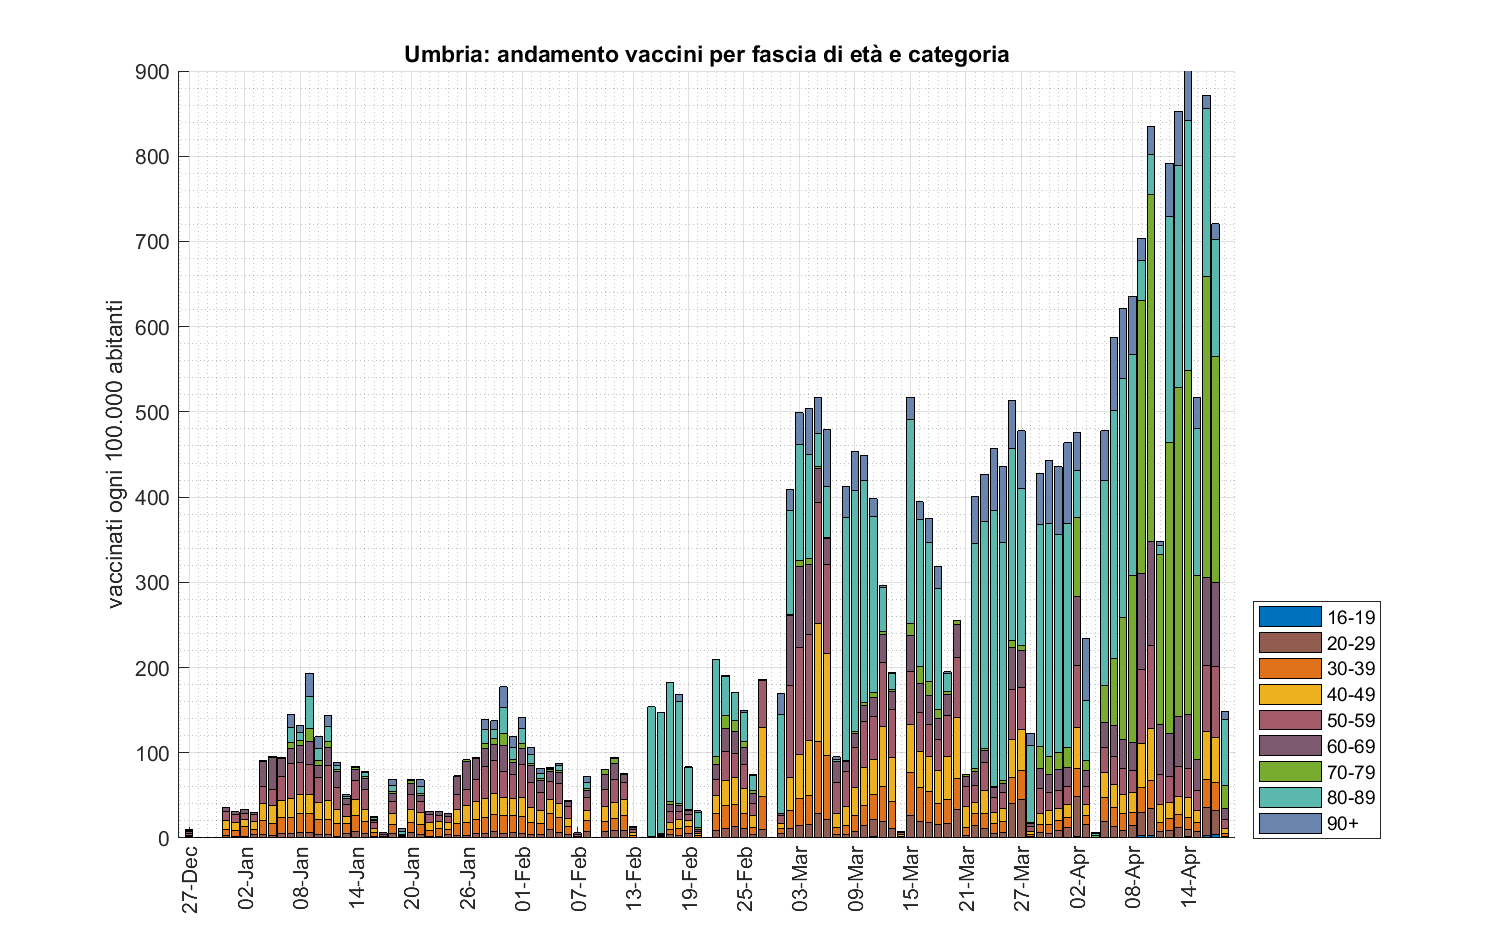 Umbria: andamento vaccini per fascia di età e categoria
900
800
700
600
500
400
300
200
100
0
vaccinati ogni 100.000 abitanti
27-Dec
02-Jan
08-Jan
14-Jan
20-Jan
26-Jan
01-Feb
07-Feb
13-Feb
19-Feb
25-Feb
03-Mar
09-Mar
15-Mar
21-Mar
27-Mar
02-Apr
08-Apr
14-Apr
16-19
20-29
30-39
40-49
50-59
60-69
70-79
80-89
90+